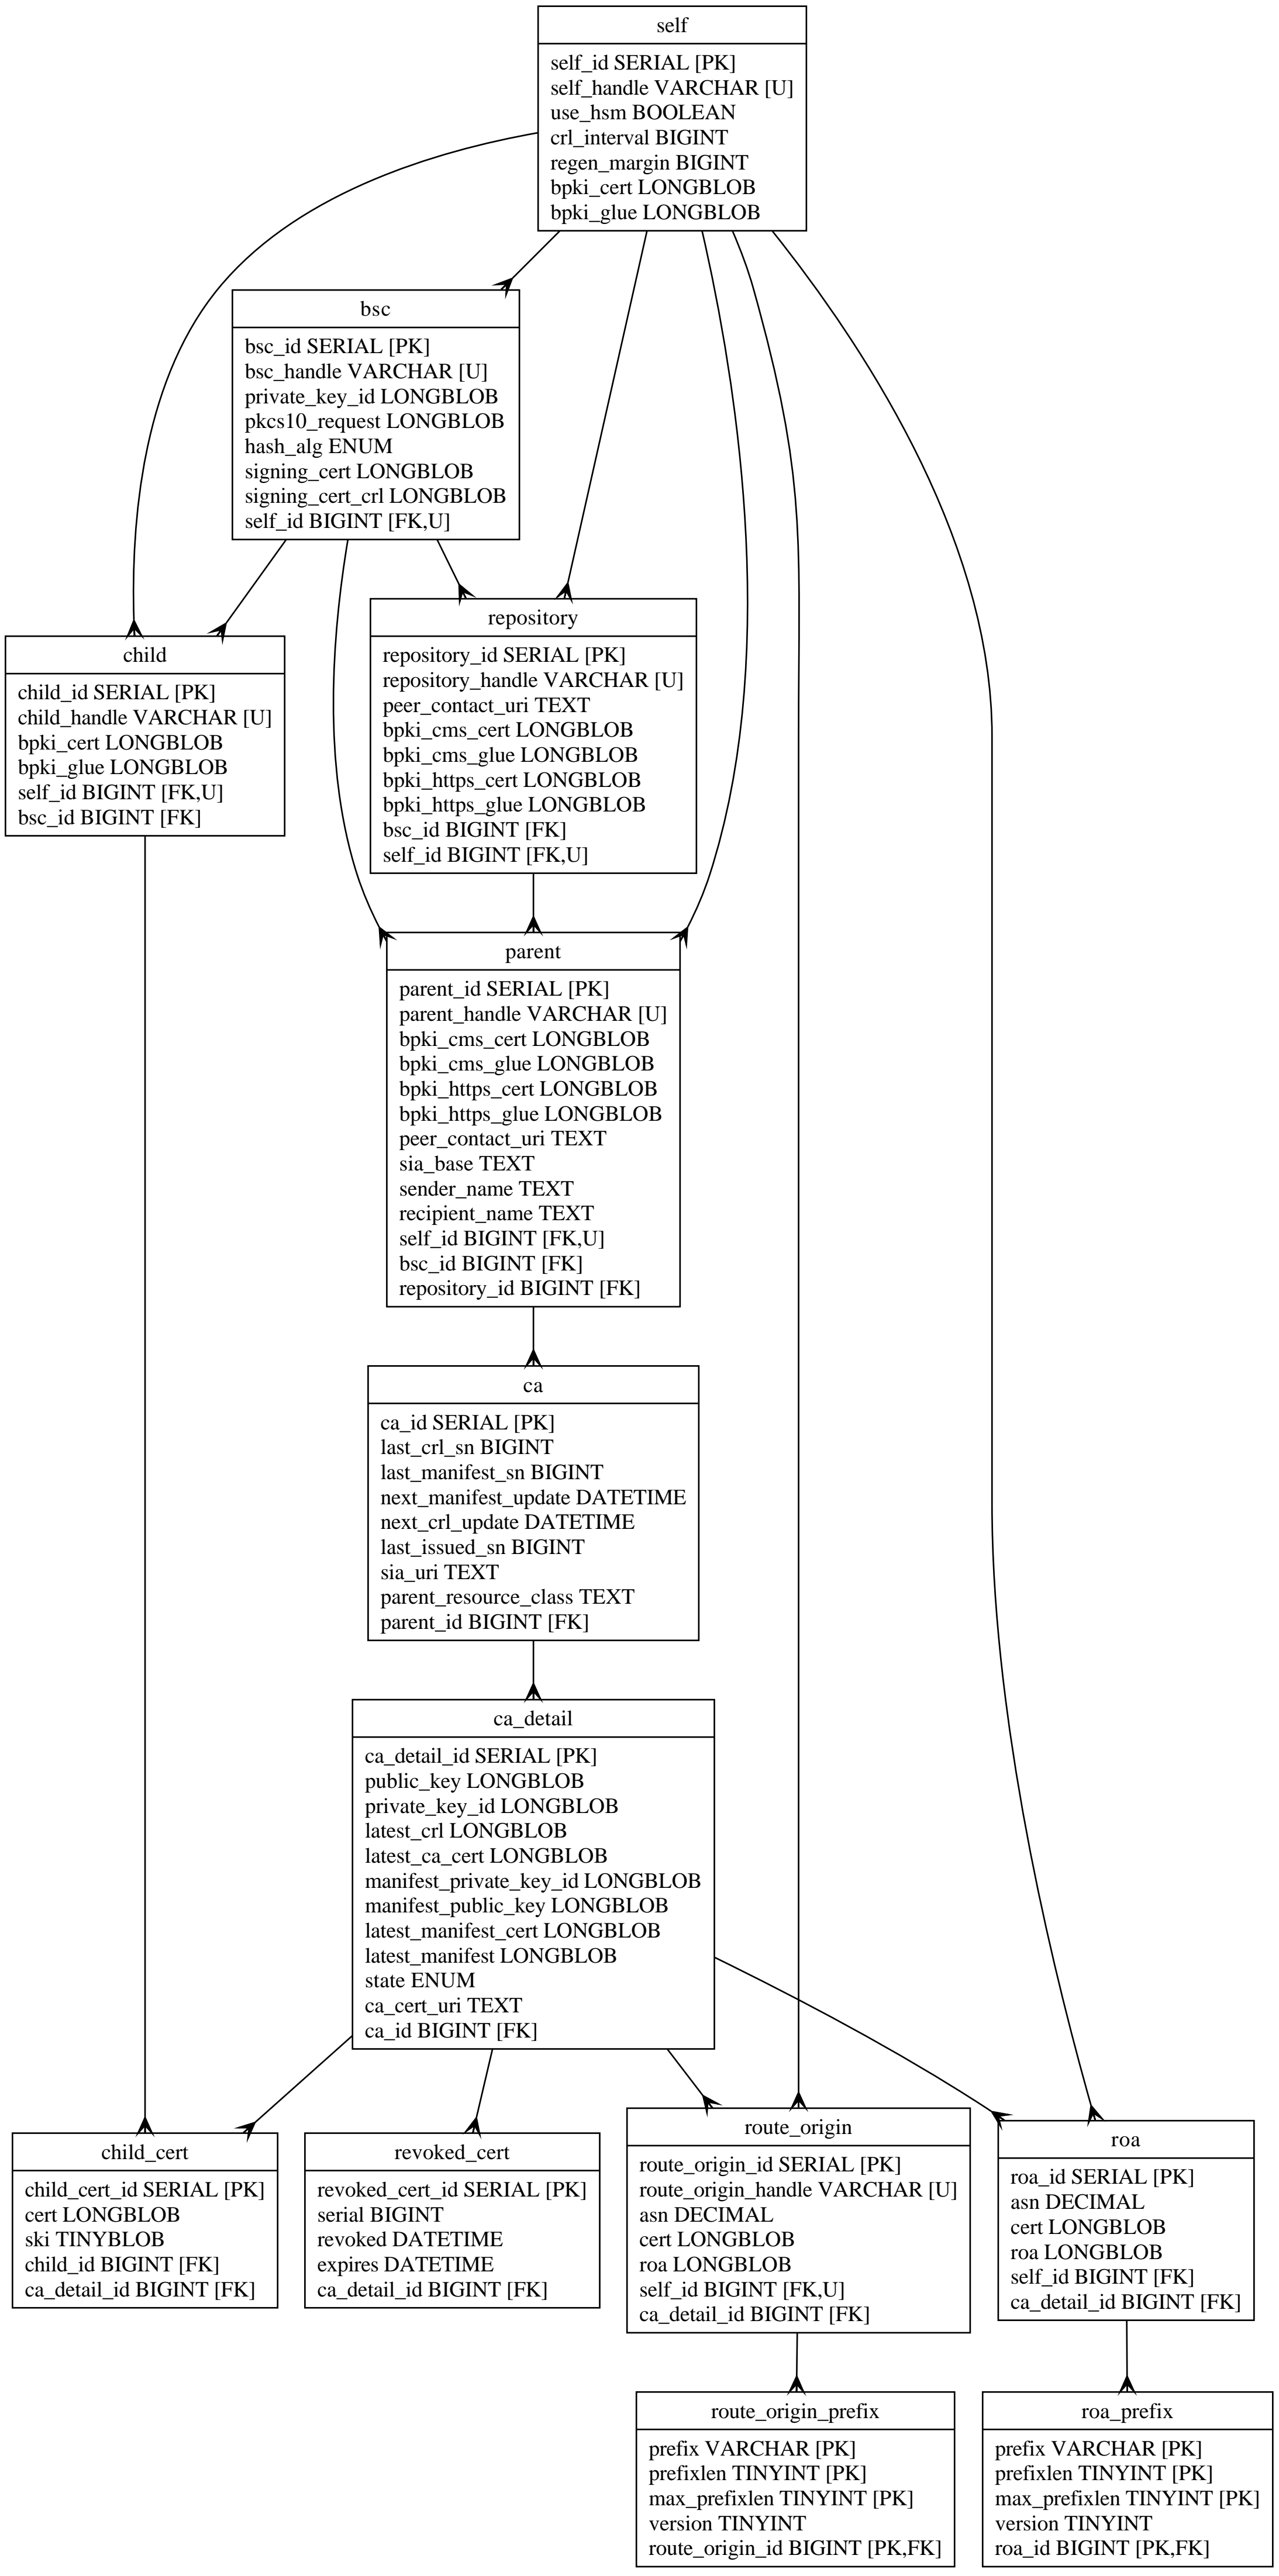 self
self_id SERIAL [PK]
self_handle VARCHAR [U]
use_hsm BOOLEAN
crl_interval BIGINT
regen_margin BIGINT
bpki_cert LONGBLOB
bpki_glue LONGBLOB
bsc
bsc_id SERIAL [PK]
bsc_handle VARCHAR [U]
private_key_id LONGBLOB
pkcs10_request LONGBLOB
hash_alg ENUM
signing_cert LONGBLOB
signing_cert_crl LONGBLOB
self_id BIGINT [FK,U]
repository
repository_id SERIAL [PK]
repository_handle VARCHAR [U]
peer_contact_uri TEXT
bpki_cms_cert LONGBLOB
bpki_cms_glue LONGBLOB
bpki_https_cert LONGBLOB
bpki_https_glue LONGBLOB
bsc_id BIGINT [FK]
self_id BIGINT [FK,U]
child
child_id SERIAL [PK]
child_handle VARCHAR [U]
bpki_cert LONGBLOB
bpki_glue LONGBLOB
self_id BIGINT [FK,U]
bsc_id BIGINT [FK]
parent
parent_id SERIAL [PK]
parent_handle VARCHAR [U]
bpki_cms_cert LONGBLOB
bpki_cms_glue LONGBLOB
bpki_https_cert LONGBLOB
bpki_https_glue LONGBLOB
peer_contact_uri TEXT
sia_base TEXT
sender_name TEXT
recipient_name TEXT
self_id BIGINT [FK,U]
bsc_id BIGINT [FK]
repository_id BIGINT [FK]
ca
ca_id SERIAL [PK]
last_crl_sn BIGINT
last_manifest_sn BIGINT
next_manifest_update DATETIME
next_crl_update DATETIME
last_issued_sn BIGINT
sia_uri TEXT
parent_resource_class TEXT
parent_id BIGINT [FK]
ca_detail
ca_detail_id SERIAL [PK]
public_key LONGBLOB
private_key_id LONGBLOB
latest_crl LONGBLOB
latest_ca_cert LONGBLOB
manifest_private_key_id LONGBLOB
manifest_public_key LONGBLOB
latest_manifest_cert LONGBLOB
latest_manifest LONGBLOB
state ENUM
ca_cert_uri TEXT
ca_id BIGINT [FK]
child_cert
child_cert_id SERIAL [PK]
cert LONGBLOB
ski TINYBLOB
child_id BIGINT [FK]
ca_detail_id BIGINT [FK]
revoked_cert
revoked_cert_id SERIAL [PK]
serial BIGINT
revoked DATETIME
expires DATETIME
ca_detail_id BIGINT [FK]
route_origin
route_origin_id SERIAL [PK]
route_origin_handle VARCHAR [U]
asn DECIMAL
cert LONGBLOB
roa LONGBLOB
self_id BIGINT [FK,U]
ca_detail_id BIGINT [FK]
roa
roa_id SERIAL [PK]
asn DECIMAL
cert LONGBLOB
roa LONGBLOB
self_id BIGINT [FK]
ca_detail_id BIGINT [FK]
route_origin_prefix
prefix VARCHAR [PK]
prefixlen TINYINT [PK]
max_prefixlen TINYINT [PK]
version TINYINT
route_origin_id BIGINT [PK,FK]
roa_prefix
prefix VARCHAR [PK]
prefixlen TINYINT [PK]
max_prefixlen TINYINT [PK]
version TINYINT
roa_id BIGINT [PK,FK]